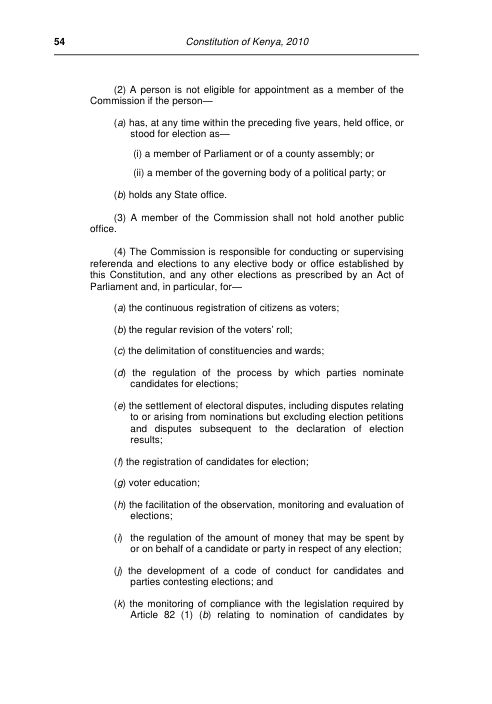 54 Constitution of Kenya, 2010
(2) A person is not eligible for appointment as a member of the
Commission if the person—
(a) has, at any time within the preceding five years, held office, or
stood for election as—
(i) a member of Parliament or of a county assembly; or
(ii) a member of the governing body of a political party; or
(b) holds any State office.
(3) A member of the Commission shall not hold another public
office.
(4) The Commission is responsible for conducting or supervising
referenda and elections to any elective body or office established by
this Constitution, and any other elections as prescribed by an Act of
Parliament and, in particular, for—
(a) the continuous registration of citizens as voters;
(b) the regular revision of the voters’ roll;
(c) the delimitation of constituencies and wards;
(d) the regulation of the process by which parties nominate
candidates for elections;
(e) the settlement of electoral disputes, including disputes relating
to or arising from nominations but excluding election petitions
and disputes subsequent to the declaration of election
results;
(f) the registration of candidates for election;
(g) voter education;
(h) the facilitation of the observation, monitoring and evaluation of
elections;
(i) the regulation of the amount of money that may be spent by
or on behalf of a candidate or party in respect of any election;
(j) the development of a code of conduct for candidates and
parties contesting elections; and
(k) the monitoring of compliance with the legislation required by
Article 82 (1) (b) relating to nomination of candidates by